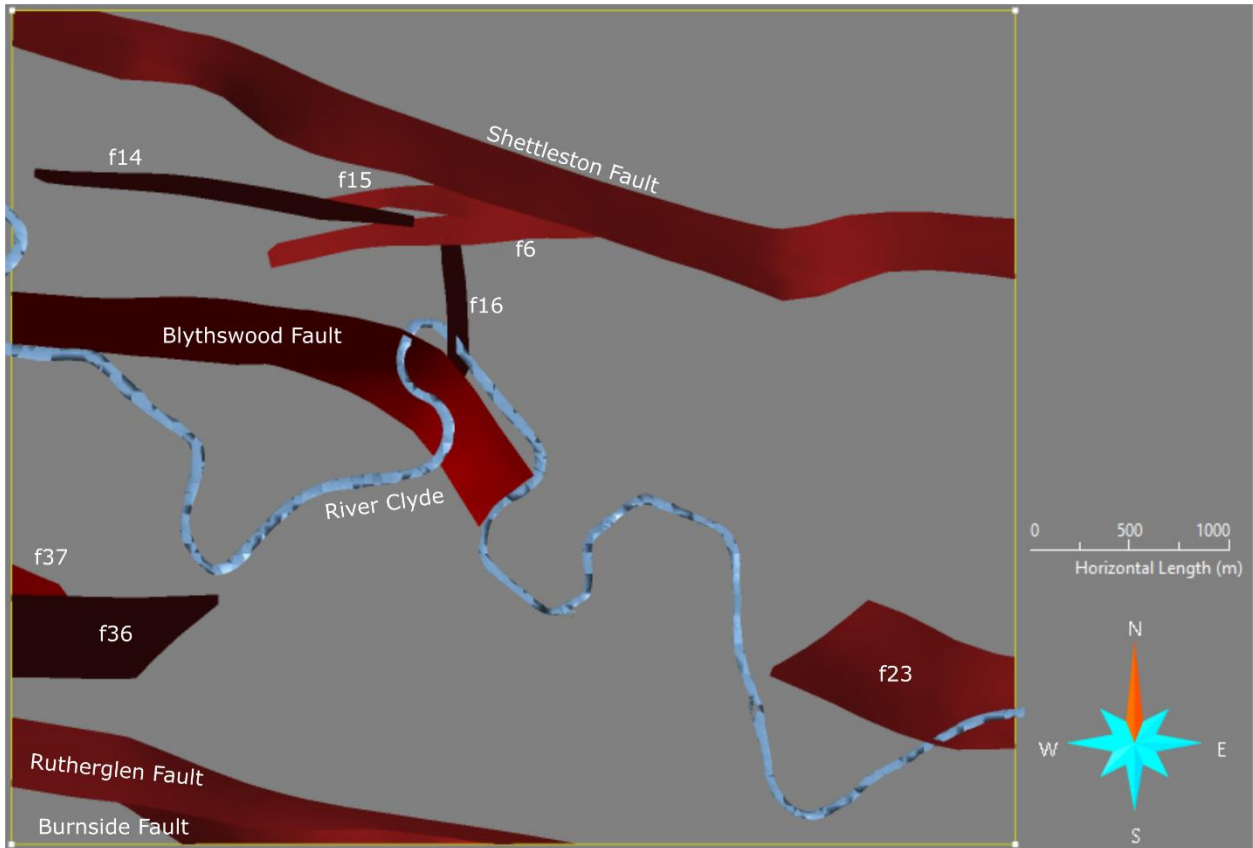 Shettleston Fault
f14
f15
f6
f16
Blythswood Fault
River Clyde
0 500 1000
Horizontal Length (m)
f37
f36
N
f23
W E
Rutherglen Fault
Burnside Fault
S